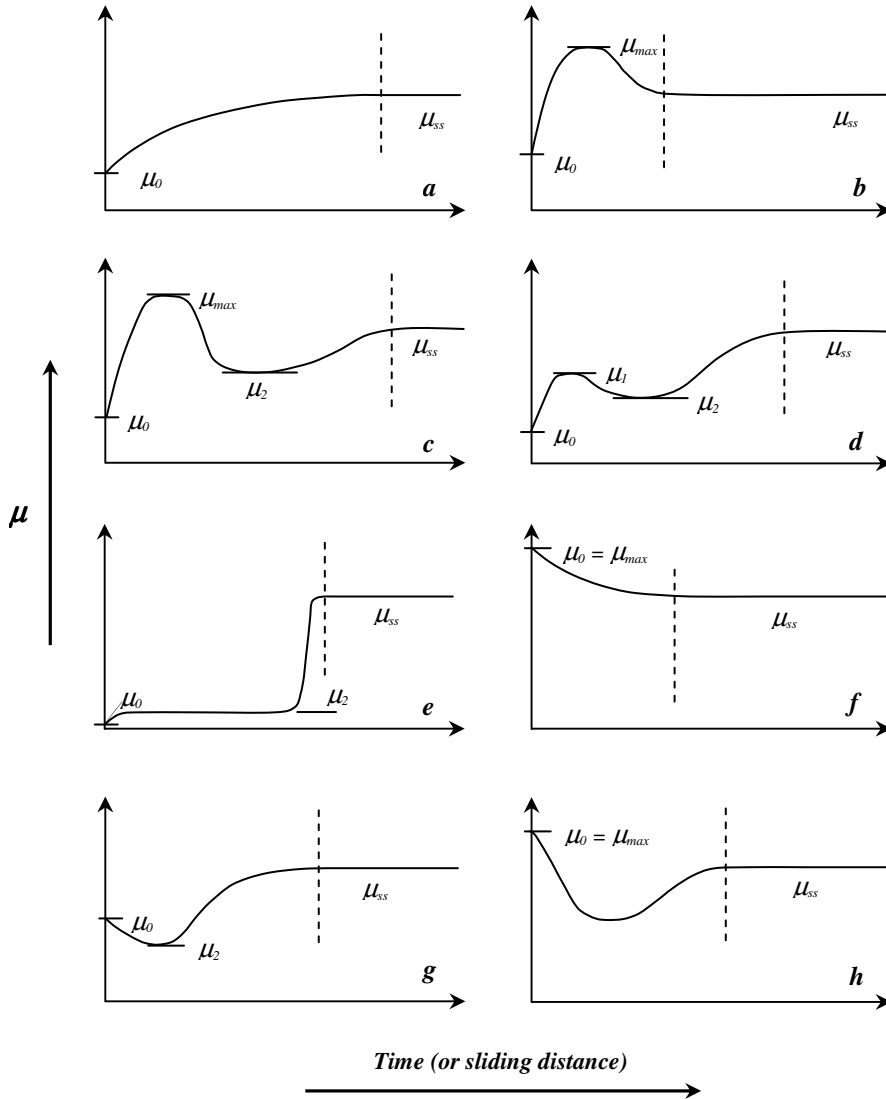 μmax
μss
μ0
a
μmax
μss
μ0
b
μmax
μss
μ2
μ0
c
μ1
μss
μ2
μ0
d
μ
μ0
μss
μ2
e
μ0 = μmax
μss
f
μ0
μss
μ2
g
μ0 = μmax
μss
h
Time (or sliding distance)